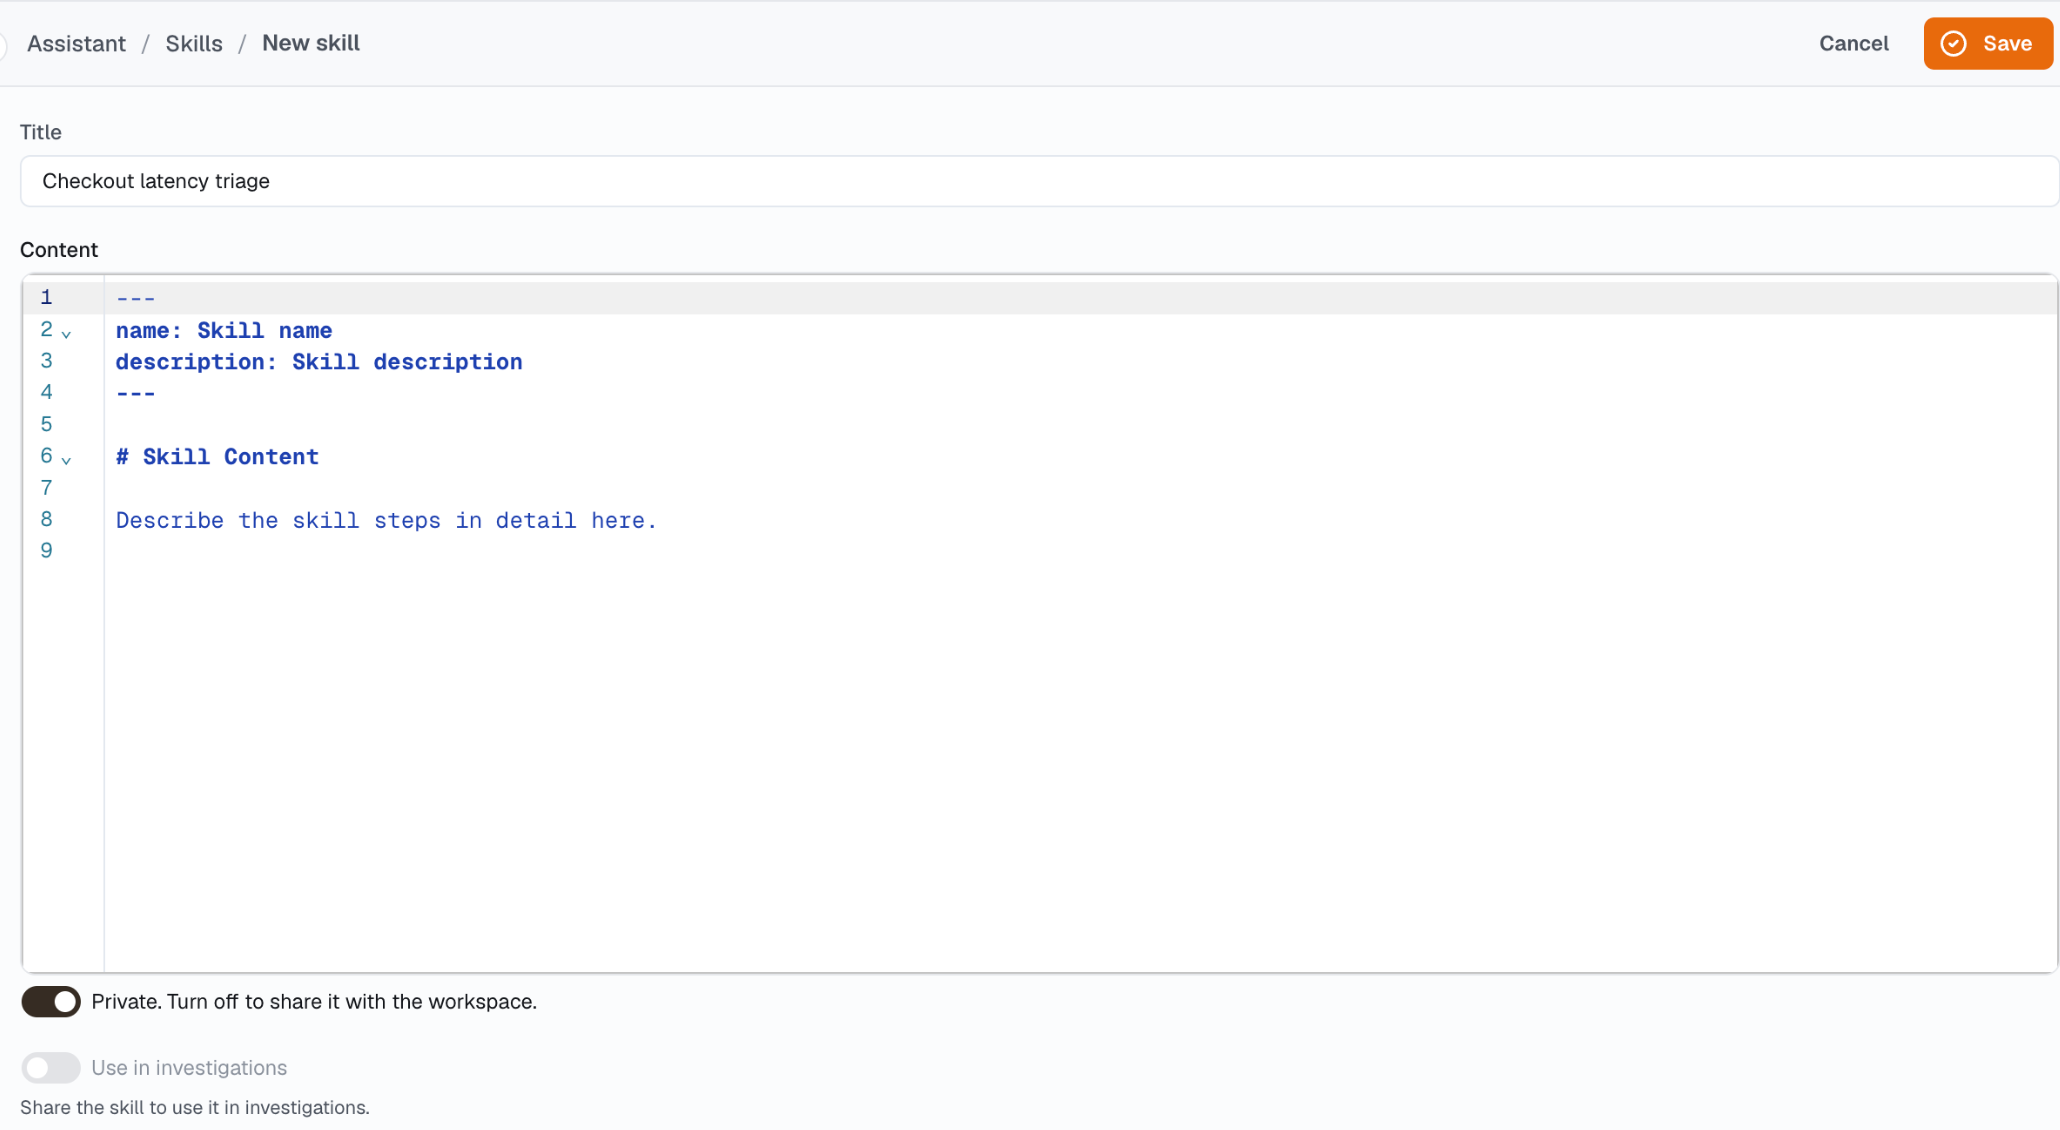 Assistant / Skills / New skill
Cancel
Save
Title
Checkout latency triage
Content
1 ---
2 name: Skill name
3 description: Skill description
4 ---
5
6 # Skill Content
7
8 Describe the skill steps in detail here.
9
Private. Turn off to share it with the workspace.
Use in investigations
Share the skill to use it in investigations.